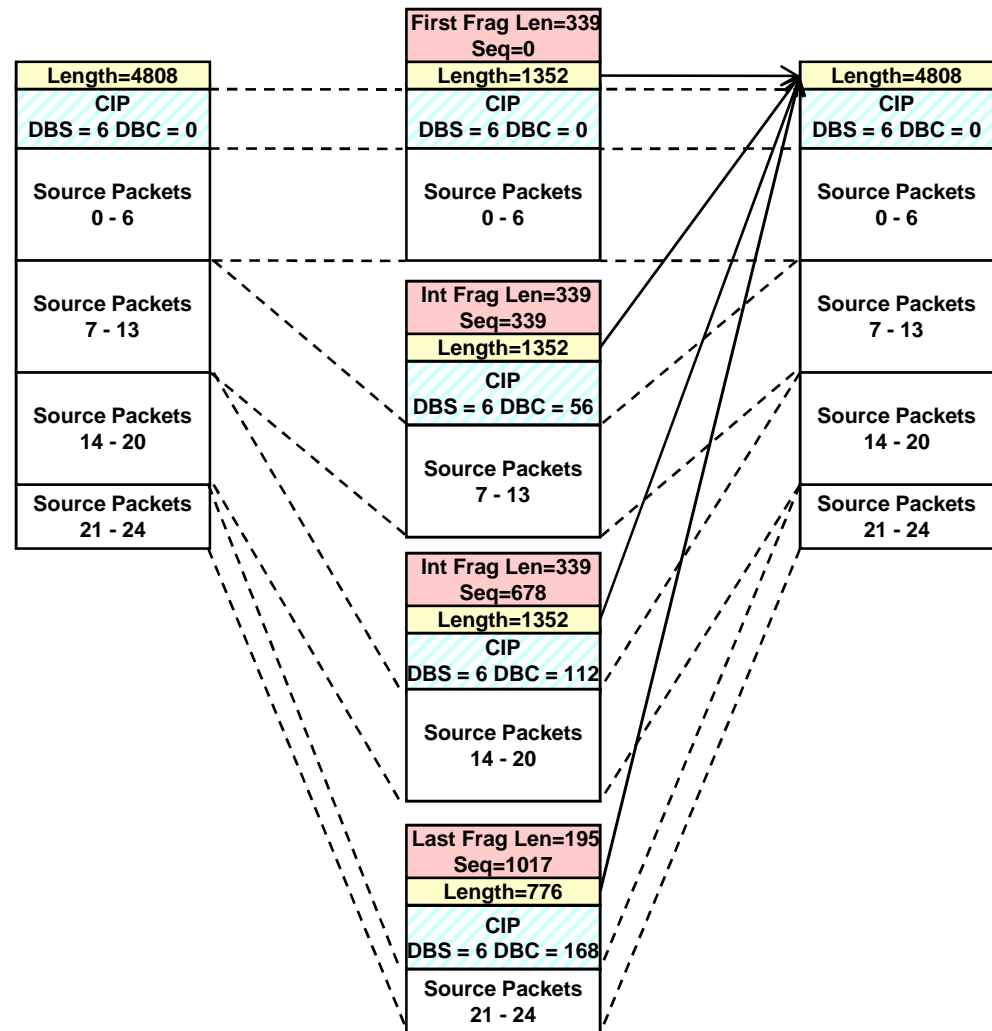 Length=4808
CIP
DBS = 6 DBC = 0
Source Packets
0 - 6
Source Packets
7 - 13
Source Packets
14 - 20
Source Packets
21 - 24
First Frag Len=339
Seq=0
Length=1352
CIP
DBS = 6 DBC = 0
Source Packets
0 - 6
Int Frag Len=339
Seq=339
Length=1352
CIP
DBS = 6 DBC = 56
Source Packets
7 - 13
Int Frag Len=339
Seq=678
Length=1352
CIP
DBS = 6 DBC = 112
Source Packets
14 - 20
Last Frag Len=195
Seq=1017
Length=776
CIP
DBS = 6 DBC = 168
Source Packets
21 - 24
Length=4808
CIP
DBS = 6 DBC = 0
Source Packets
0 - 6
Source Packets
7 - 13
Source Packets
14 - 20
Source Packets
21 - 24